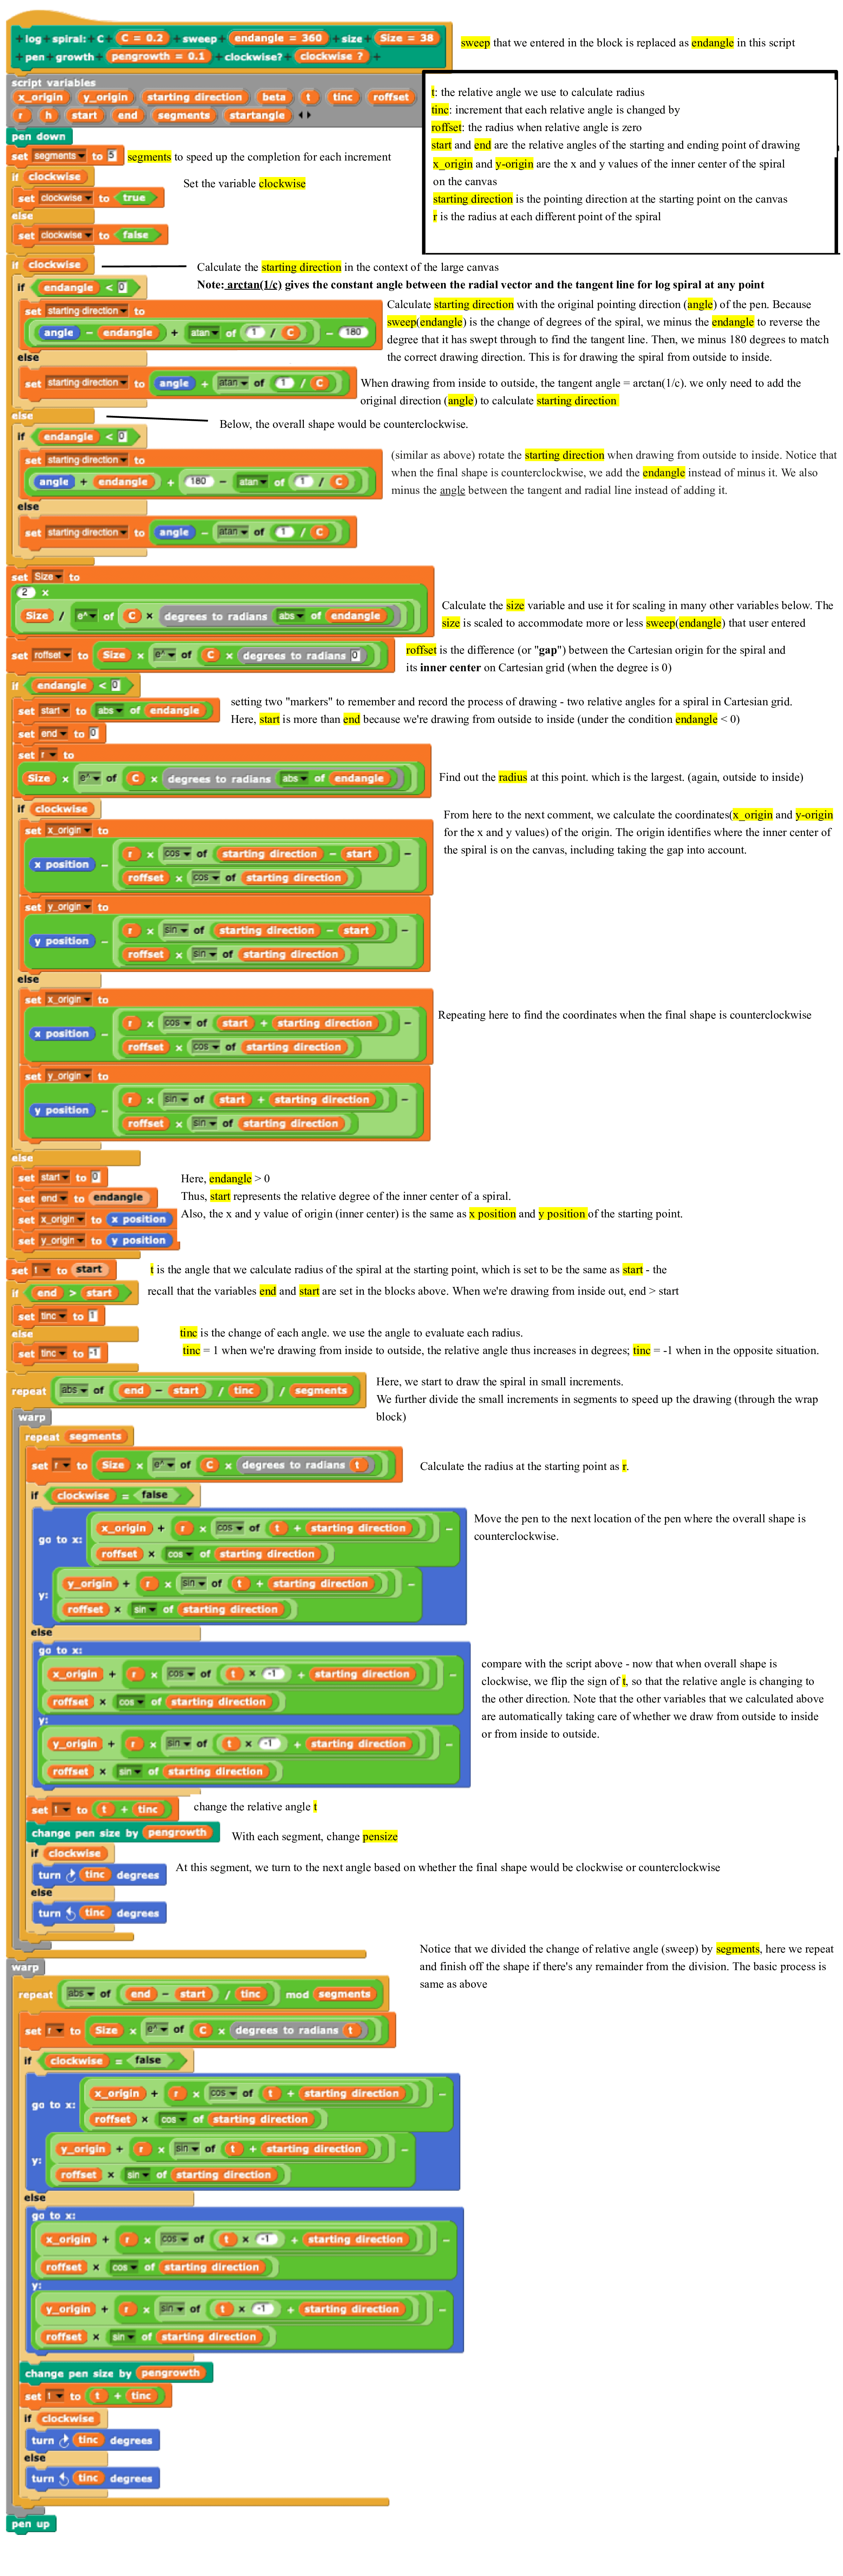 log spiral: C C = 0.2 sweep endangle = 360 size Size = 38
pen growth pengrowth = 0.1 clockwise? clockwise ?
sweep that we entered in the block is replaced as endangle in this script
script variables
x_origin y_origin starting direction beta t tinc roffset
r h start end segments startangle
t: the relative angle we use to calculate radius
tinc: increment that each relative angle is changed by
roffset: the radius when relative angle is zero
start and end are the relative angles of the starting and ending point of drawing
x_origin and y-origin are the x and y values of the inner center of the spiral
on the canvas
starting direction is the pointing direction at the starting point on the canvas
r is the radius at each different point of the spiral
pen down
set segments to 5
segments to speed up the completion for each increment
if clockwise
Set the variable clockwise
set clockwise to true
else
set clockwise to false
if clockwise
Calculate the starting direction in the context of the large canvas
Note: arctan(1/c) gives the constant angle between the radial vector and the tangent line for log spiral at any point
if endangle < 0
set starting direction to
angle − endangle + atan of 1 / C − 180
Calculate starting direction with the original pointing direction (angle) of the pen. Because
sweep(endangle) is the change of degrees of the spiral, we minus the endangle to reverse the
degree that it has swept through to find the tangent line. Then, we minus 180 degrees to match
the correct drawing direction. This is for drawing the spiral from outside to inside.
else
set starting direction to angle + atan of 1 / C
When drawing from inside to outside, the tangent angle = arctan(1/c). we only need to add the
original direction (angle) to calculate starting direction
else
Below, the overall shape would be counterclockwise.
if endangle < 0
set starting direction to
angle + endangle + 180 − atan of 1 / C
(similar as above) rotate the starting direction when drawing from outside to inside. Notice that
when the final shape is counterclockwise, we add the endangle instead of minus it. We also
minus the angle between the tangent and radial line instead of adding it.
else
set starting direction to angle − atan of 1 / C
set Size to
2 ×
Size / e^ of C × degrees to radians abs of endangle
Calculate the size variable and use it for scaling in many other variables below. The
size is scaled to accommodate more or less sweep(endangle) that user entered
set roffset to Size × e^ of C × degrees to radians 0
roffset is the difference (or "gap") between the Cartesian origin for the spiral and
its inner center on Cartesian grid (when the degree is 0)
if endangle < 0
set start to abs of endangle
set end to 0
setting two "markers" to remember and record the process of drawing - two relative angles for a spiral in Cartesian grid.
Here, start is more than end because we're drawing from outside to inside (under the condition endangle < 0)
set r to
Size × e^ of C × degrees to radians abs of endangle
Find out the radius at this point. which is the largest. (again, outside to inside)
if clockwise
From here to the next comment, we calculate the coordinates(x_origin and y-origin
for the x and y values) of the origin. The origin identifies where the inner center of
the spiral is on the canvas, including taking the gap into account.
set x_origin to
x position − r × cos of starting direction − start −
roffset × cos of starting direction
set y_origin to
y position − r × sin of starting direction − start −
roffset × sin of starting direction
else
set x_origin to
x position − r × cos of start + starting direction −
roffset × cos of starting direction
Repeating here to find the coordinates when the final shape is counterclockwise
set y_origin to
y position − r × sin of start + starting direction −
roffset × sin of starting direction
else
set start to 0
set end to endangle
set x_origin to x position
set y_origin to y position
Here, endangle > 0
Thus, start represents the relative degree of the inner center of a spiral.
Also, the x and y value of origin (inner center) is the same as x position and y position of the starting point.
set t to start
t is the angle that we calculate radius of the spiral at the starting point, which is set to be the same as start - the
if end > start
recall that the variables end and start are set in the blocks above. When we're drawing from inside out, end > start
set tinc to 1
else
set tinc to -1
tinc is the change of each angle. we use the angle to evaluate each radius.
tinc = 1 when we're drawing from inside to outside, the relative angle thus increases in degrees; tinc = -1 when in the opposite situation.
repeat abs of end − start / tinc / segments
Here, we start to draw the spiral in small increments.
We further divide the small increments in segments to speed up the drawing (through the wrap
block)
warp
repeat segments
set r to Size × e^ of C × degrees to radians t
Calculate the radius at the starting point as r.
if clockwise = false
go to x: x_origin + r × cos of t + starting direction −
roffset × cos of starting direction
y: y_origin + r × sin of t + starting direction −
roffset × sin of starting direction
Move the pen to the next location of the pen where the overall shape is
counterclockwise.
else
go to x:
x_origin + r × cos of t × -1 + starting direction −
roffset × cos of starting direction
y:
y_origin + r × sin of t × -1 + starting direction −
roffset × sin of starting direction
compare with the script above - now that when overall shape is
clockwise, we flip the sign of t, so that the relative angle is changing to
the other direction. Note that the other variables that we calculated above
are automatically taking care of whether we draw from outside to inside
or from inside to outside.
set t to t + tinc
change the relative angle t
change pen size by pengrowth
With each segment, change pensize
if clockwise
turn tinc degrees
At this segment, we turn to the next angle based on whether the final shape would be clockwise or counterclockwise
else
turn tinc degrees
Notice that we divided the change of relative angle (sweep) by segments, here we repeat
and finish off the shape if there's any remainder from the division. The basic process is
same as above
warp
repeat abs of end − start / tinc mod segments
set r to Size × e^ of C × degrees to radians t
if clockwise = false
go to x: x_origin + r × cos of t + starting direction −
roffset × cos of starting direction
y: y_origin + r × sin of t + starting direction −
roffset × sin of starting direction
else
go to x:
x_origin + r × cos of t × -1 + starting direction −
roffset × cos of starting direction
y:
y_origin + r × sin of t × -1 + starting direction −
roffset × sin of starting direction
change pen size by pengrowth
set t to t + tinc
if clockwise
turn tinc degrees
else
turn tinc degrees
pen up